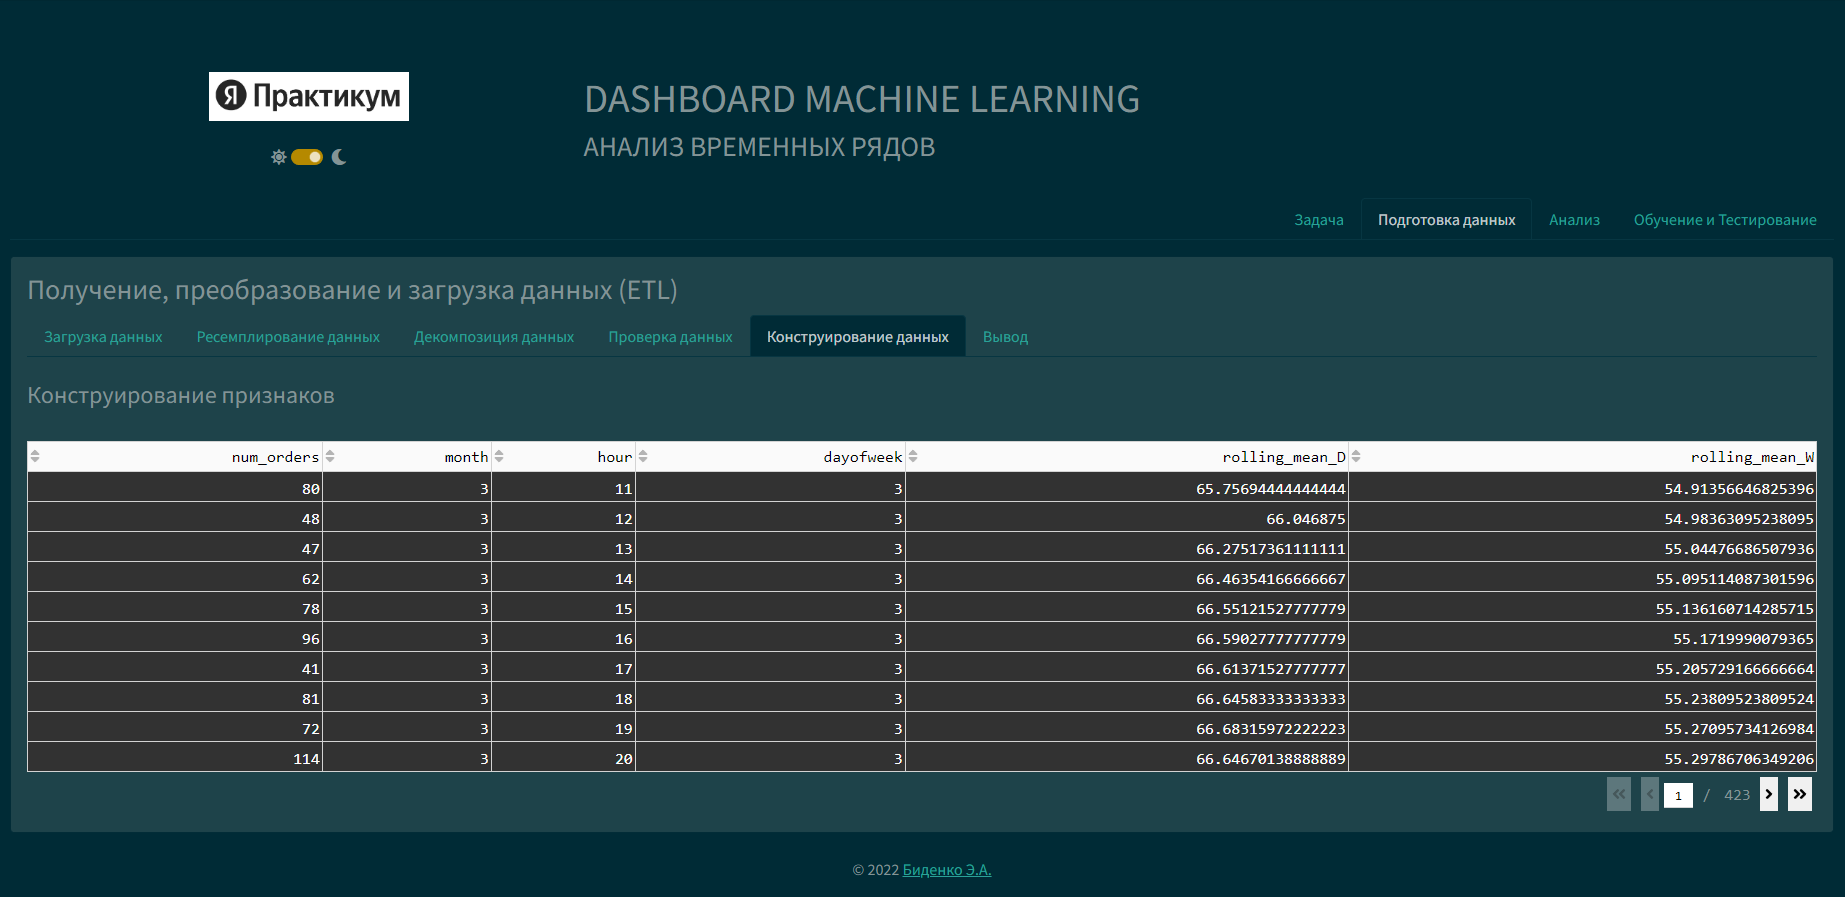 Я Практикум
DASHBOARD MACHINE LEARNING
АНАЛИЗ ВРЕМЕННЫХ РЯДОВ
Задача Подготовка данных Анализ Обучение и Тестирование
Получение, преобразование и загрузка данных (ETL)
Загрузка данных Ресемплирование данных Декомпозиция данных Проверка данных Конструирование данных Вывод
Конструирование признаков
num_orders month hour dayofweek rolling_mean_D rolling_mean_W
80 3 11 3 65.75694444444444 54.91356646825396
48 3 12 3 66.046875 54.98363095238095
47 3 13 3 66.27517361111111 55.04476686507936
62 3 14 3 66.46354166666667 55.095114087301596
78 3 15 3 66.55121527777779 55.136160714285715
96 3 16 3 66.59027777777779 55.1719990079365
41 3 17 3 66.61371527777777 55.205729166666664
81 3 18 3 66.64583333333333 55.23809523809524
72 3 19 3 66.68315972222223 55.27095734126984
114 3 20 3 66.64670138888889 55.29786706349206
1 / 423
© 2022 Биденко Э.А.